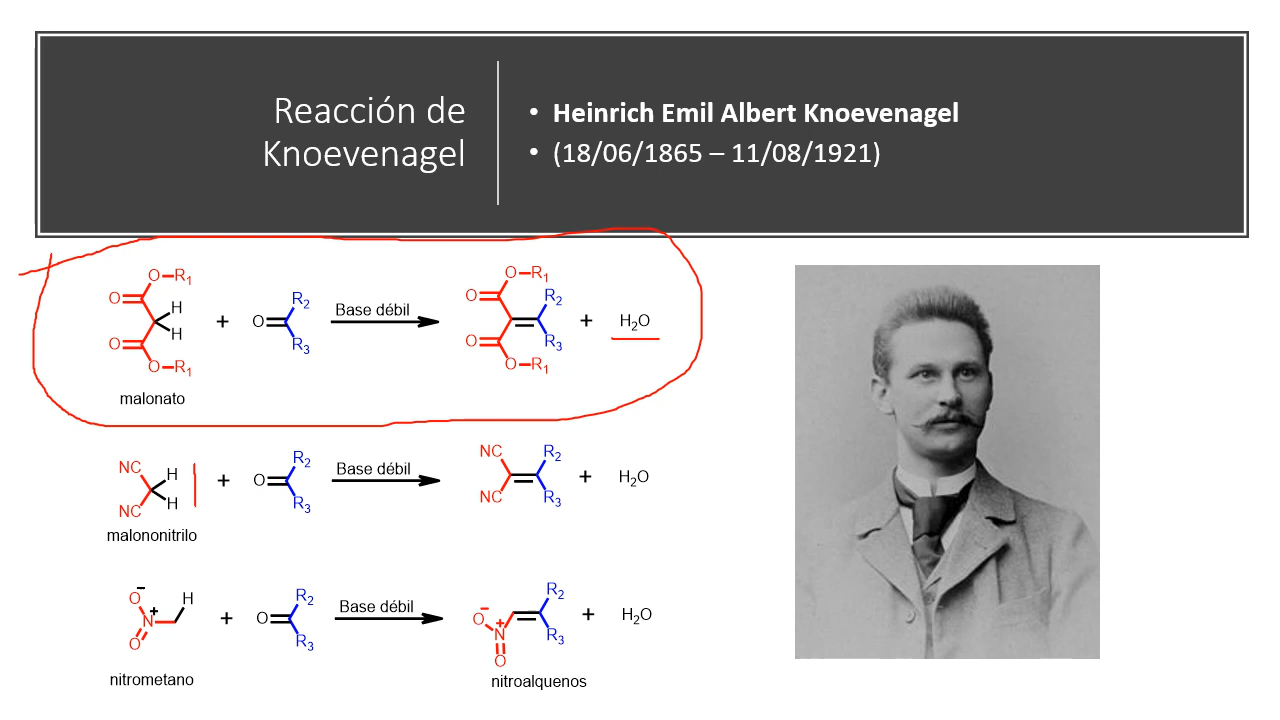 Reacción de
Knoevenagel
• Heinrich Emil Albert Knoevenagel
• (18/06/1865 – 11/08/1921)
O–R1
O
H
H
O
O–R1
malonato
+
O
R2
R3
Base débil
O–R1
O
R2
O
R3
O–R1
+
H2O
NC
H
H
NC
malononitrilo
+
O
R2
R3
Base débil
NC
R2
NC
R3
+
H2O
O−
H
N+
O
nitrometano
+
O
R2
R3
Base débil
O−
R2
N+
R3
O
nitroalquenos
+
H2O